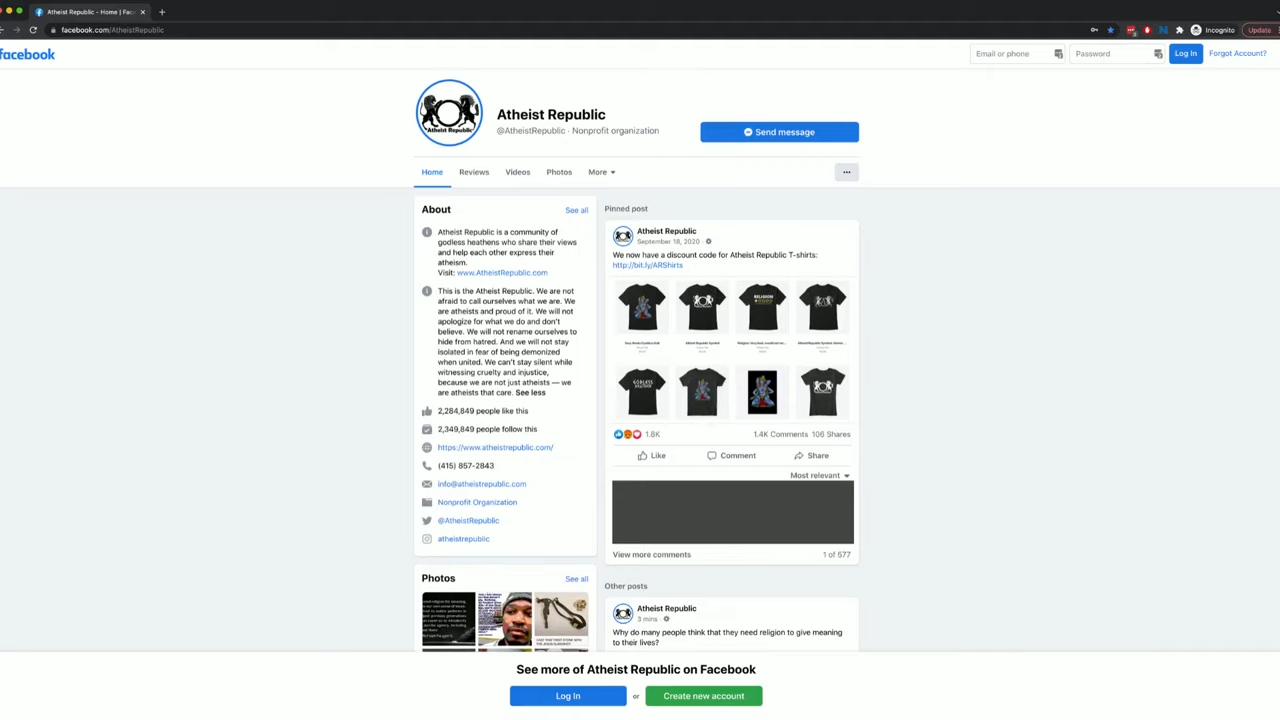 Atheist Republic - Home | Fac
facebook.com/AtheistRepublic
Incognito
Update
facebook
Email or phone
Password
Log In
Forgot Account?
Atheist Republic
Atheist Republic
@AtheistRepublic · Nonprofit organization
Send message
Home
Reviews
Videos
Photos
More
About
See all
Atheist Republic is a community of
godless heathens who share their views
and help each other express their
atheism.
Visit: www.AtheistRepublic.com
This is the Atheist Republic. We are not
afraid to call ourselves what we are. We
are atheists and proud of it. We will not
apologize for what we do and don't
believe. We will not rename ourselves to
hide from hatred. And we will not stay
isolated in fear of being demonized
when united. We can't stay silent while
witnessing cruelty and injustice,
because we are not just atheists — we
are atheists that care. See less
2,284,849 people like this
2,349,849 people follow this
https://www.atheistrepublic.com/
(415) 857-2843
info@atheistrepublic.com
Nonprofit Organization
@AtheistRepublic
atheistrepublic
Photos
See all
Pinned post
Atheist Republic
September 18, 2020
We now have a discount code for Atheist Republic T-shirts:
http://bit.ly/ARShirts
RELIGION
GODLESS
1.8K
1.4K Comments 106 Shares
Like
Comment
Share
Most relevant
View more comments
1 of 577
Other posts
Atheist Republic
3 mins
Why do many people think that they need religion to give meaning
to their lives?
See more of Atheist Republic on Facebook
Log In
or
Create new account